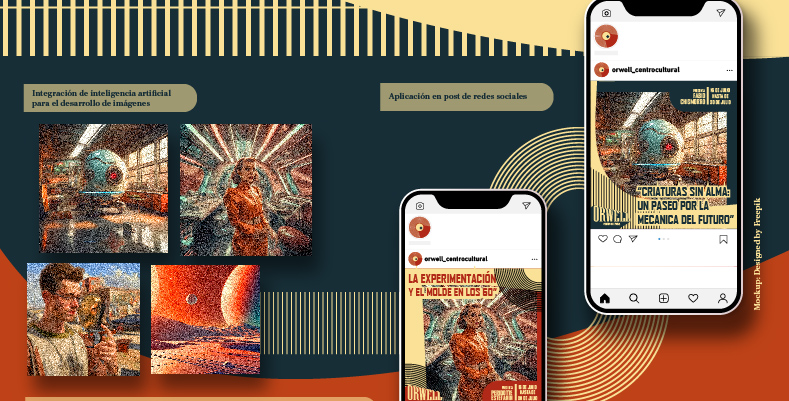 Integración de inteligencia artificial
para el desarrollo de imágenes
Aplicación en post de redes sociales
orwell_centrocultural
"CRIATURAS SIN ALMA:
UN PASEO POR LA
MECANICA DEL FUTURO"
ORWELL
orwell_centrocultural
LA EXPERIMENTACIÓN
Y EL MOLDE EN LOS 60"
ORWELL
Mockup: Designed by Freepik